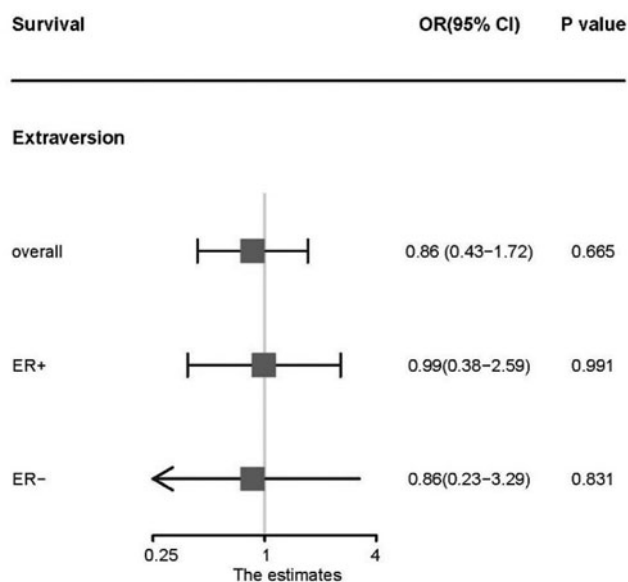 Survival OR(95% CI) P value
Extraversion
overall 0.86 (0.43−1.72) 0.665
ER+ 0.99(0.38−2.59) 0.991
ER− 0.86(0.23−3.29) 0.831
0.25 1 4
The estimates